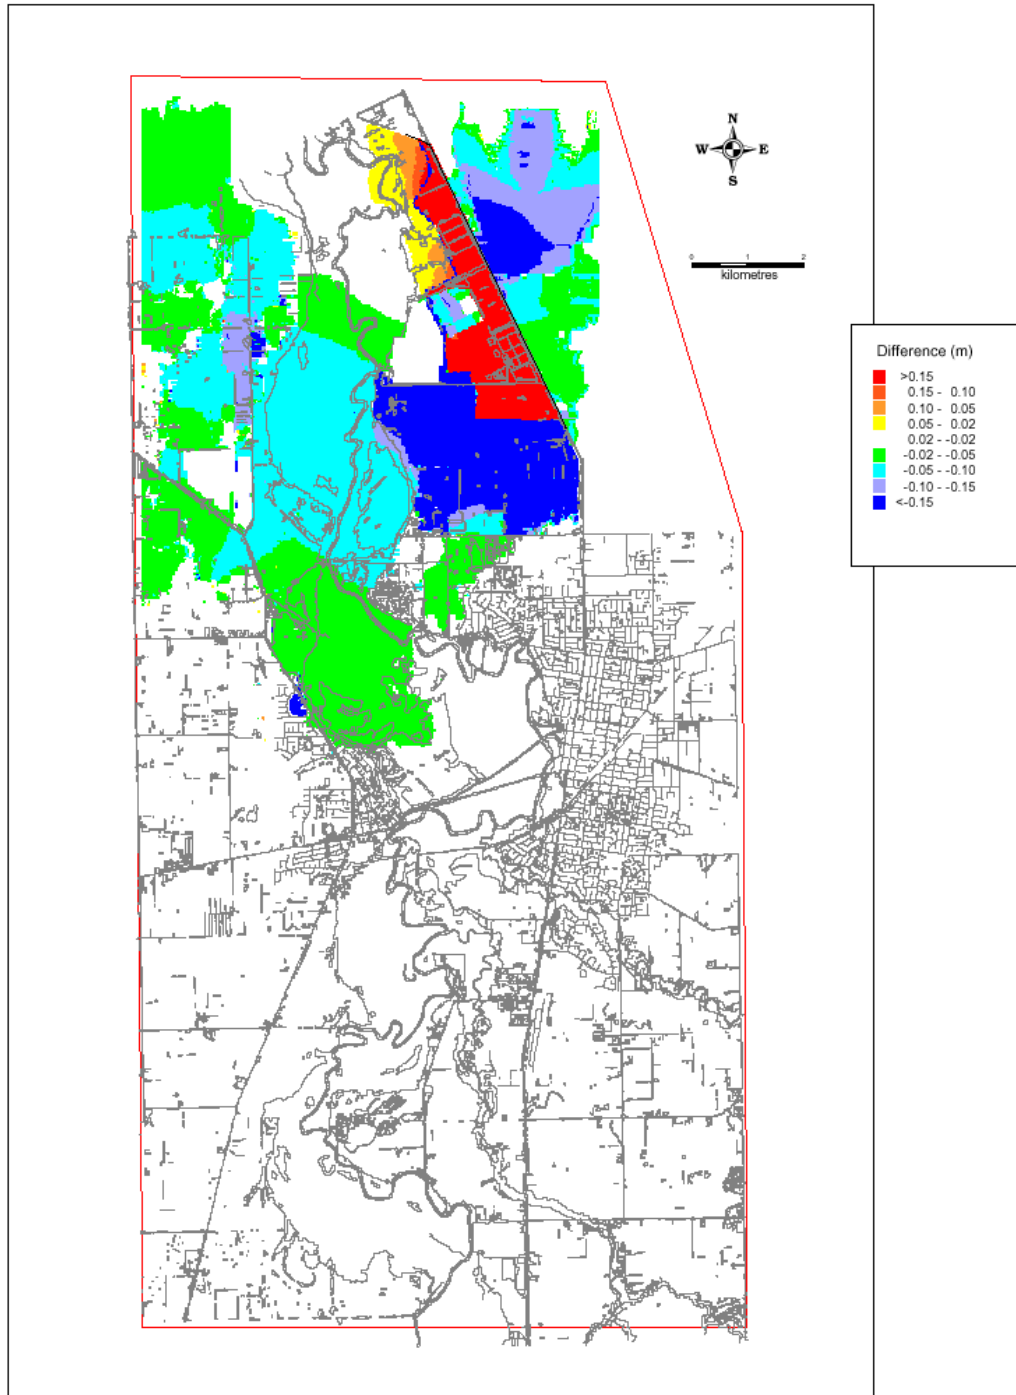 N
W E
S
0 1 2
kilometres
Difference (m)
>0.15
0.15 - 0.10
0.10 - 0.05
0.05 - 0.02
0.02 - -0.02
-0.02 - -0.05
-0.05 - -0.10
-0.10 - -0.15
<-0.15